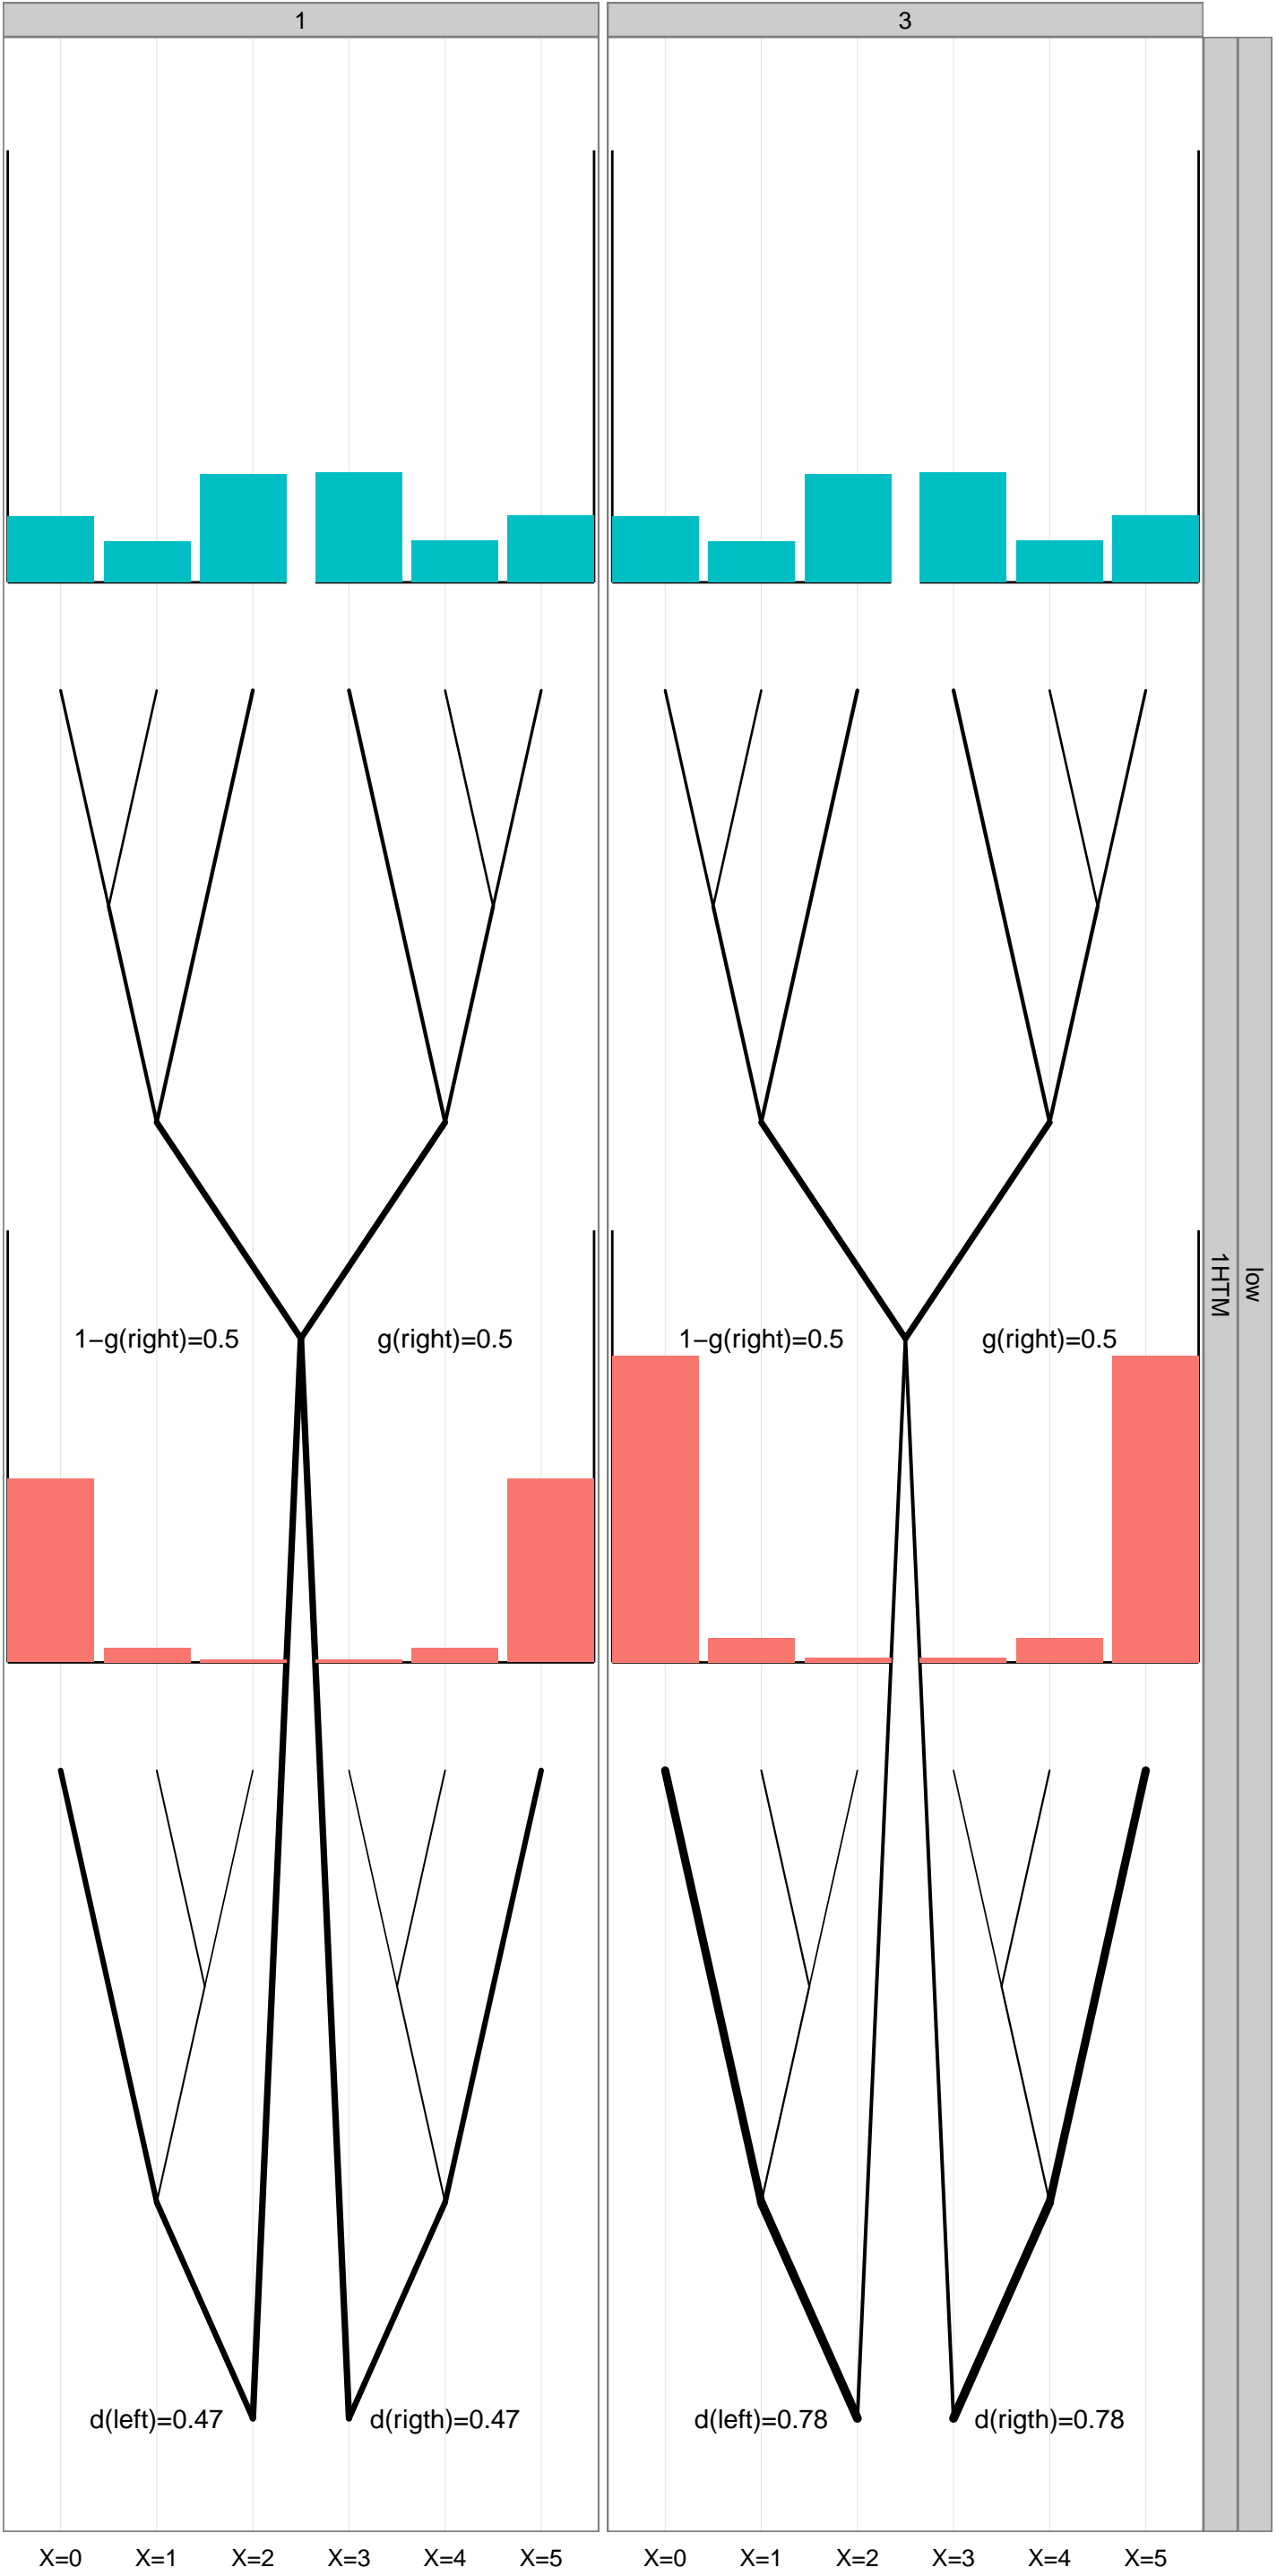 1
3
low
1HTM
1−g(right)=0.5
g(right)=0.5
1−g(right)=0.5
g(right)=0.5
d(left)=0.47
d(rigth)=0.47
d(left)=0.78
d(rigth)=0.78
X=0 X=1 X=2 X=3 X=4 X=5
X=0 X=1 X=2 X=3 X=4 X=5